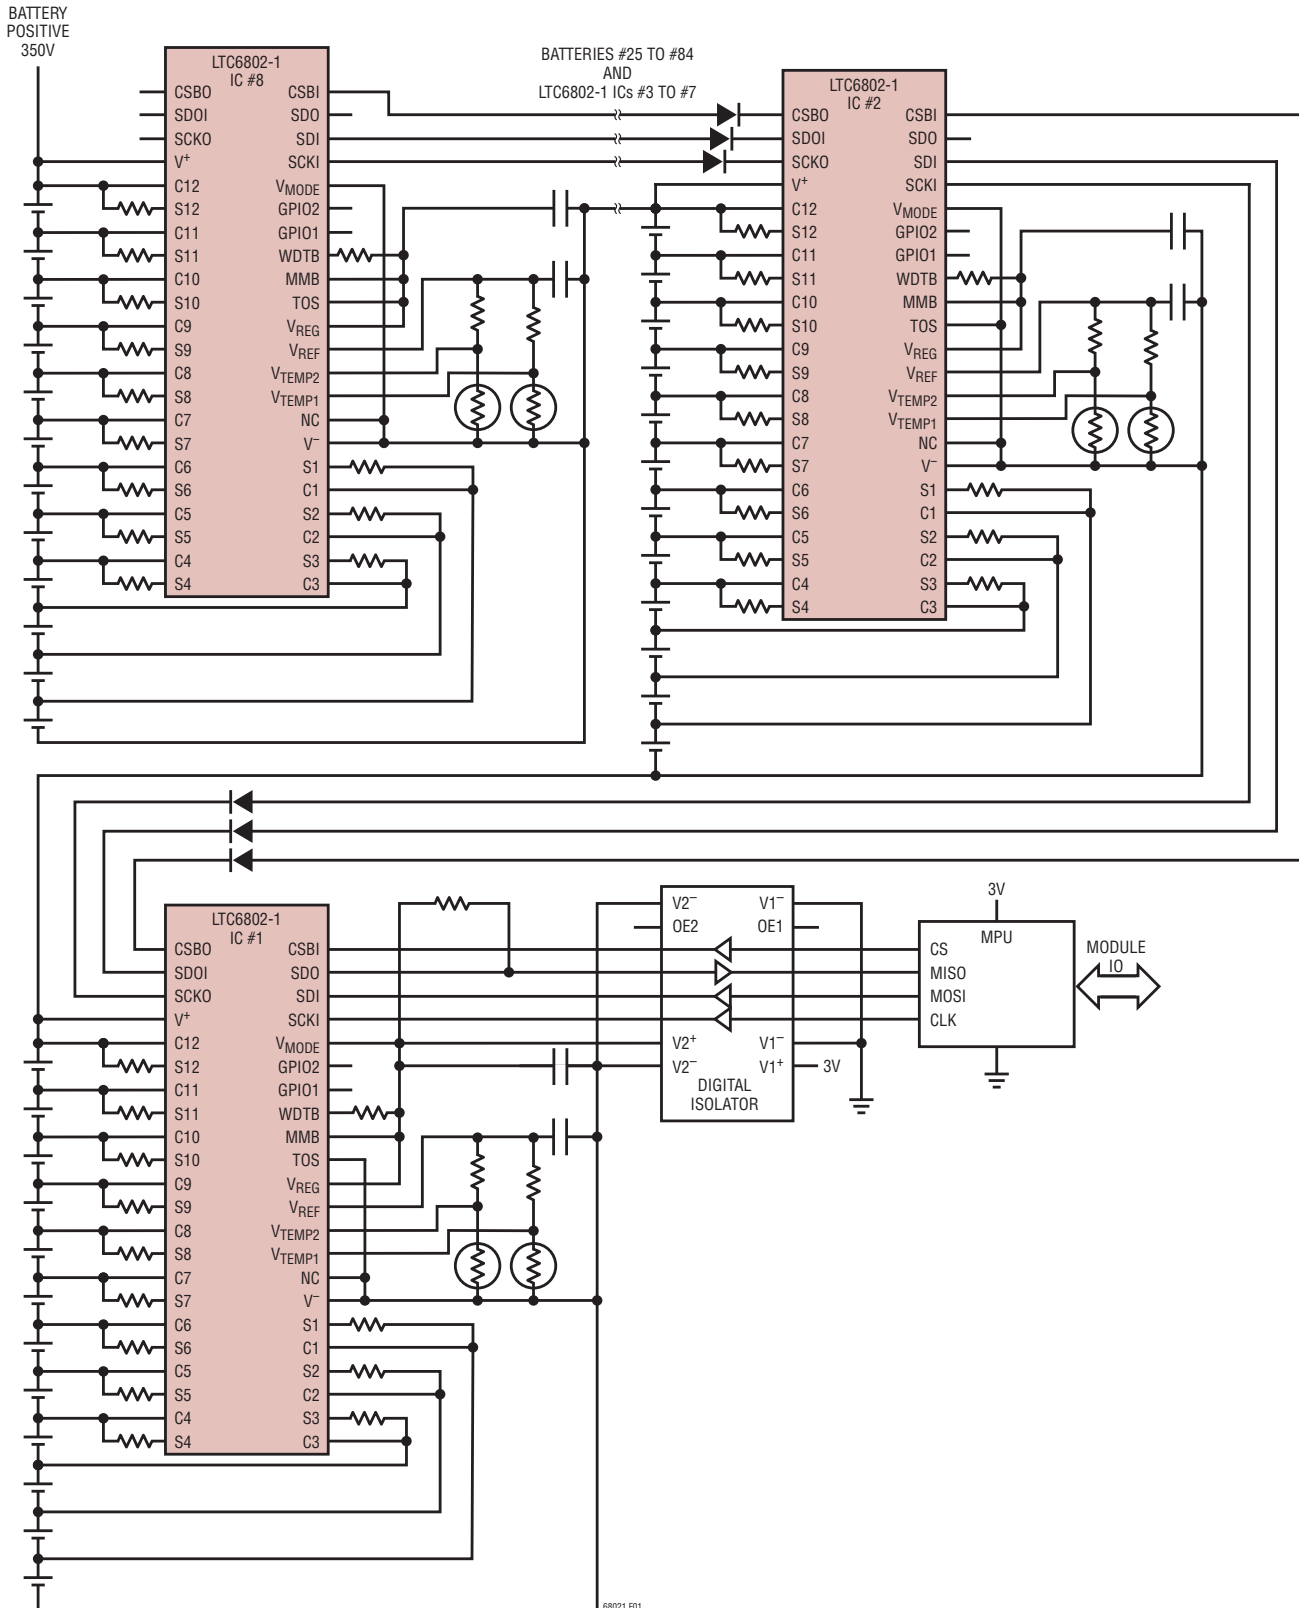 BATTERY
POSITIVE
350V
BATTERIES #25 TO #84
AND
LTC6802-1 ICs #3 TO #7
LTC6802-1
IC #8
CSBO
SDOI
SCKO
V+
C12
S12
C11
S11
C10
S10
C9
S9
C8
S8
C7
S7
C6
S6
C5
S5
C4
S4
CSBI
SDO
SDI
SCKI
VMODE
GPIO2
GPIO1
WDTB
MMB
TOS
VREG
VREF
VTEMP2
VTEMP1
NC
V–
S1
C1
S2
C2
S3
C3
LTC6802-1
IC #2
CSBO
SDOI
SCKO
V+
C12
S12
C11
S11
C10
S10
C9
S9
C8
S8
C7
S7
C6
S6
C5
S5
C4
S4
CSBI
SDO
SDI
SCKI
VMODE
GPIO2
GPIO1
WDTB
MMB
TOS
VREG
VREF
VTEMP2
VTEMP1
NC
V–
S1
C1
S2
C2
S3
C3
LTC6802-1
IC #1
CSBO
SDOI
SCKO
V+
C12
S12
C11
S11
C10
S10
C9
S9
C8
S8
C7
S7
C6
S6
C5
S5
C4
S4
CSBI
SDO
SDI
SCKI
VMODE
GPIO2
GPIO1
WDTB
MMB
TOS
VREG
VREF
VTEMP2
VTEMP1
NC
V–
S1
C1
S2
C2
S3
C3
V2–
OE2
V2+
V2–
V1–
OE1
V1–
V1+
DIGITAL
ISOLATOR
3V
3V
MPU
CS
MISO
MOSI
CLK
MODULE
IO
68021 F01